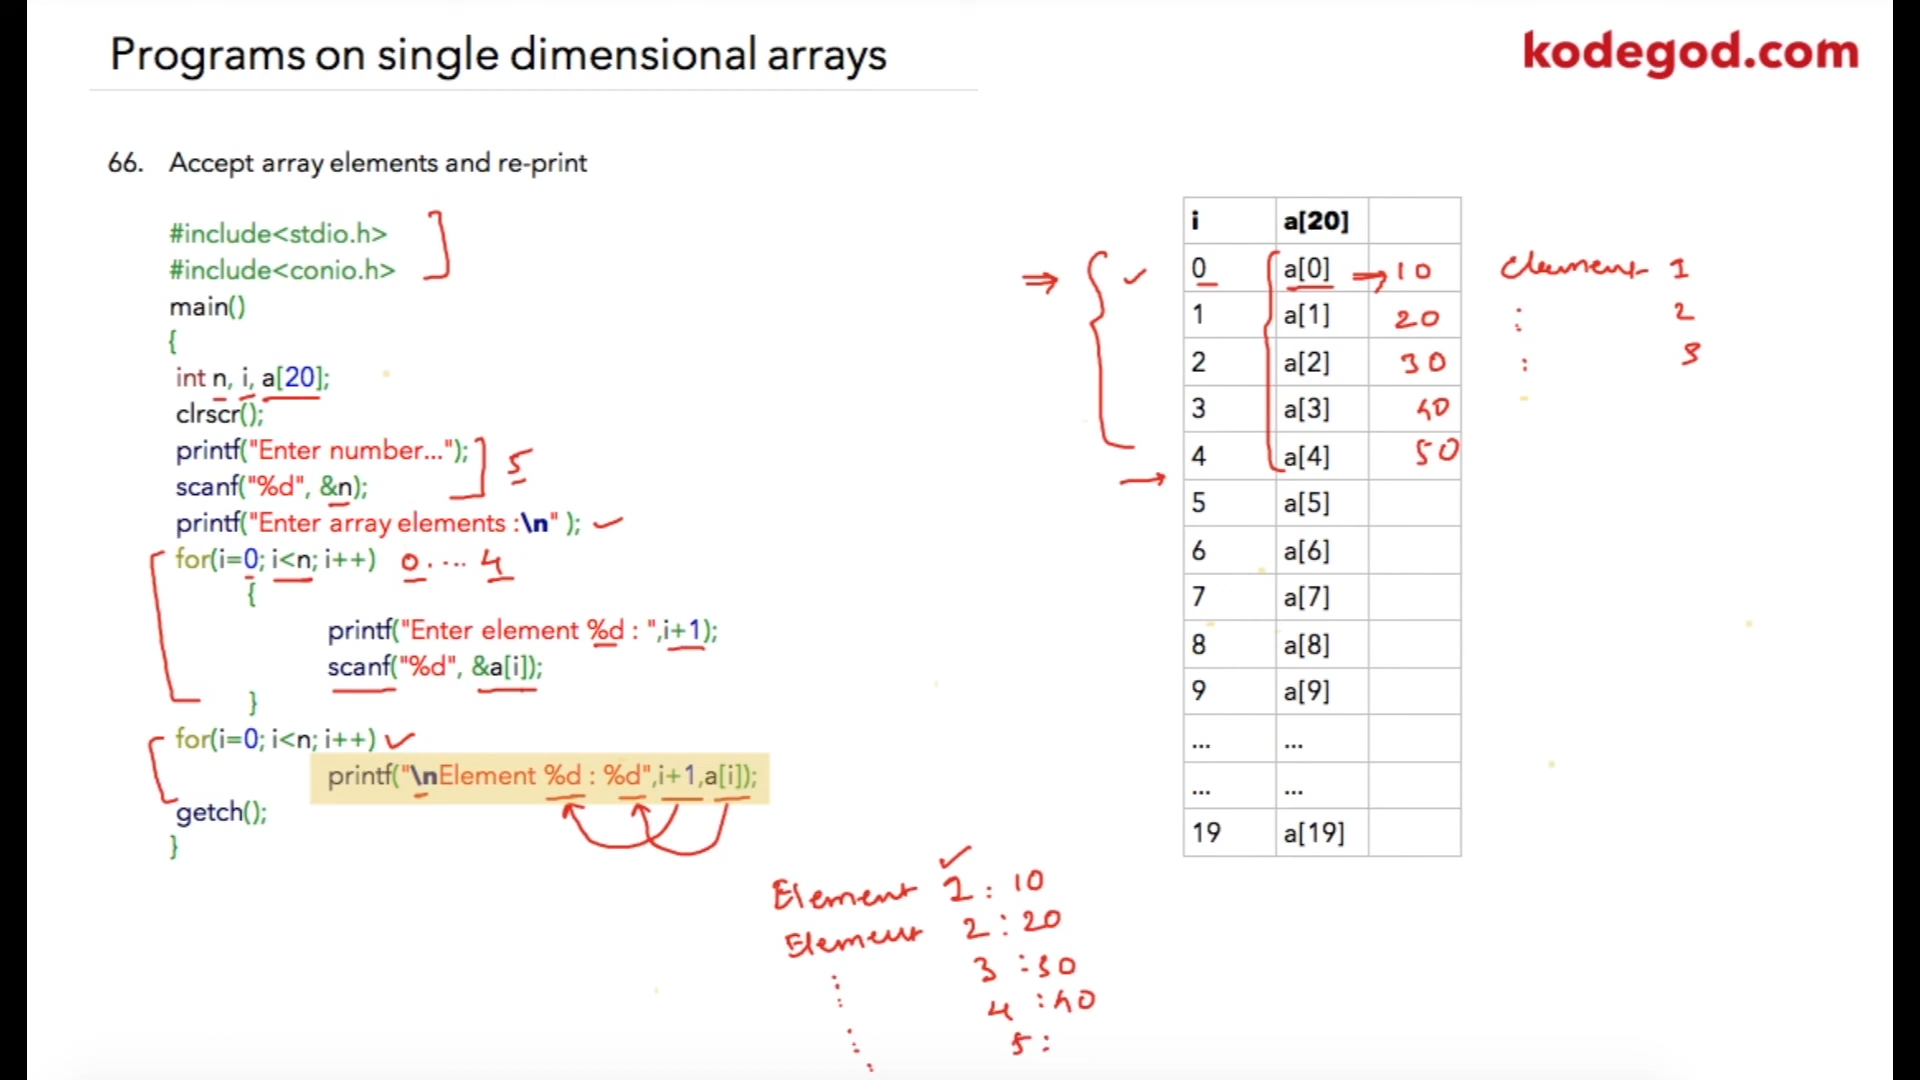 Programs on single dimensional arrays
kodegod.com
66. Accept array elements and re-print
#include<stdio.h>
#include<conio.h>
main()
{
int n, i, a[20];
clrscr();
printf("Enter number...");
scanf("%d", &n);
5
printf("Enter array elements :\n" );
for(i=0; i<n; i++) 0.... 4
{
printf("Enter element %d : ",i+1);
scanf("%d", &a[i]);
}
for(i=0; i<n; i++)
printf("\nElement %d : %d",i+1,a[i]);
getch();
}
i a[20]
0 a[0] 10 element 1
1 a[1] 20 : 2
2 a[2] 30 : 3
3 a[3] 40
4 a[4] 50
5 a[5]
6 a[6]
7 a[7]
8 a[8]
9 a[9]
... ...
... ...
19 a[19]
Element 1 : 10
Element 2 : 20
3 : 30
4 : 40
5 :